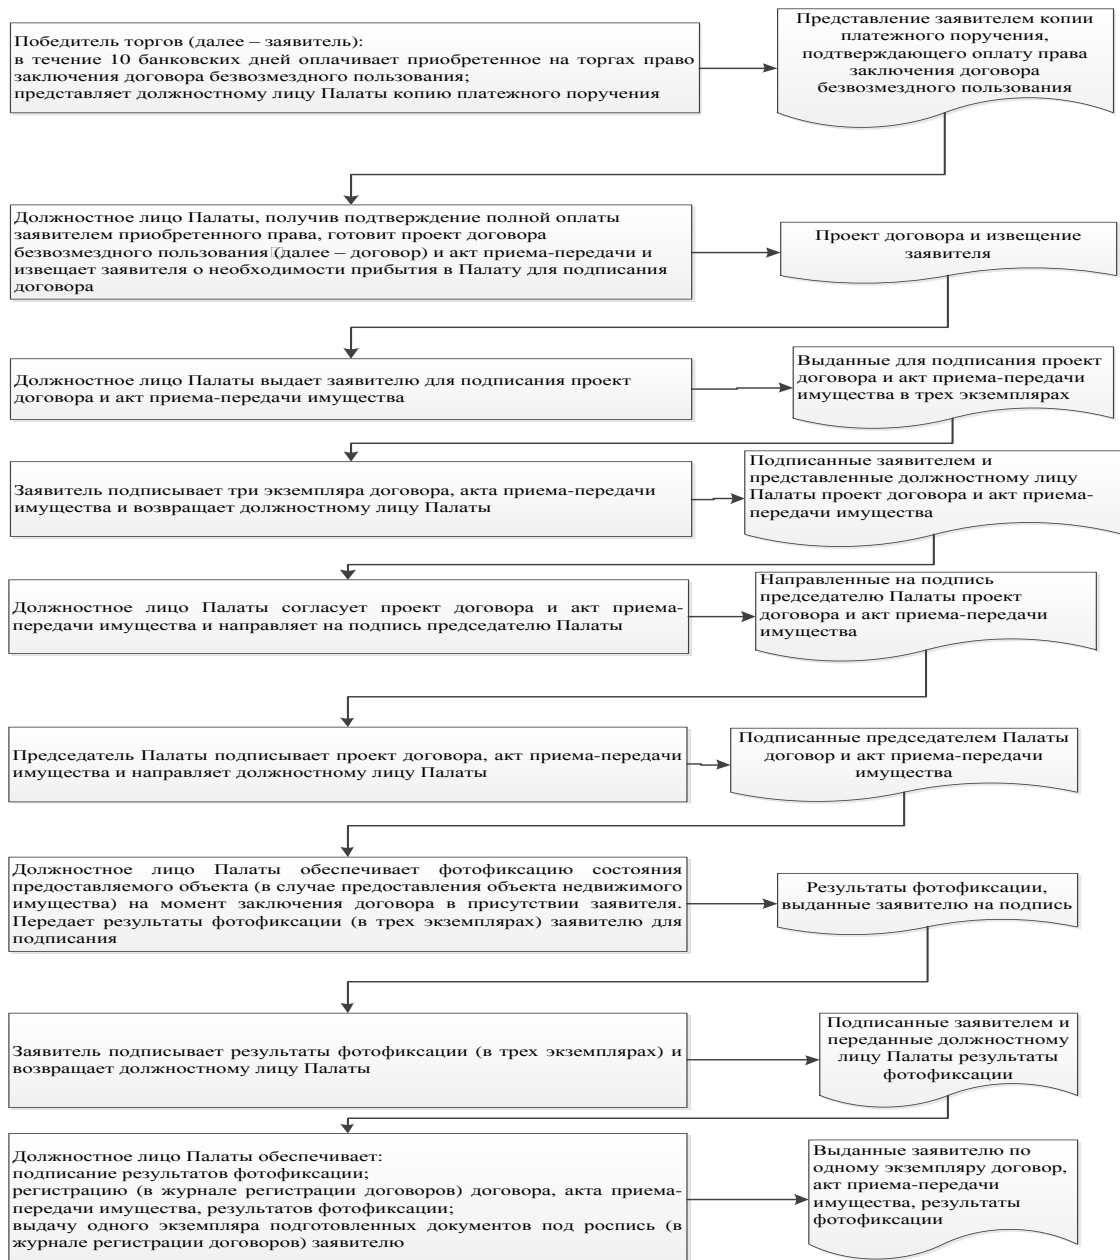 Победитель торгов (далее – заявитель):
в течение 10 банковских дней оплачивает приобретенное на торгах право
заключения договора безвозмездного пользования;
представляет должностному лицу Палаты копию платежного поручения
Представление заявителем копии
платежного поручения,
подтверждающего оплату права
заключения договора
безвозмездного пользования
Должностное лицо Палаты, получив подтверждение полной оплаты
заявителем приобретенного права, готовит проект договора
безвозмездного пользования (далее – договор) и акт приема-передачи и
извещает заявителя о необходимости прибытия в Палату для подписания
договора
Проект договора и извещение
заявителя
Должностное лицо Палаты выдает заявителю для подписания проект
договора и акт приема-передачи имущества
Выданные для подписания проект
договора и акт приема-передачи
имущества в трех экземплярах
Заявитель подписывает три экземпляра договора, акта приема-передачи
имущества и возвращает должностному лицу Палаты
Подписанные заявителем и
представленные должностному лицу
Палаты проект договора и акт приема-
передачи имущества
Должностное лицо Палаты согласует проект договора и акт приема-
передачи имущества и направляет на подпись председателю Палаты
Направленные на подпись
председателю Палаты проект
договора и акт приема-передачи
имущества
Председатель Палаты подписывает проект договора, акт приема-передачи
имущества и направляет должностному лицу Палаты
Подписанные председателем Палаты
договор и акт приема-передачи
имущества
Должностное лицо Палаты обеспечивает фотофиксацию состояния
предоставляемого объекта (в случае предоставления объекта недвижимого
имущества) на момент заключения договора в присутствии заявителя.
Передает результаты фотофиксации (в трех экземплярах) заявителю для
подписания
Результаты фотофиксации,
выданные заявителю на подпись
Заявитель подписывает результаты фотофиксации (в трех экземплярах) и
возвращает должностному лицу Палаты
Подписанные заявителем и
переданные должностному
лицу Палаты результаты
фотофиксации
Должностное лицо Палаты обеспечивает:
подписание результатов фотофиксации;
регистрацию (в журнале регистрации договоров) договора, акта приема-
передачи имущества, результатов фотофиксации;
выдачу одного экземпляра подготовленных документов под роспись (в
журнале регистрации договоров) заявителю
Выданные заявителю по
одному экземпляру договор,
акт приема-передачи
имущества, результаты
фотофиксации